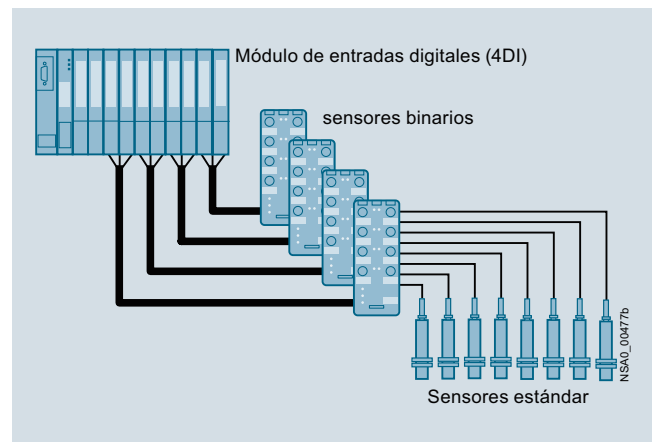 Módulo de entradas digitales (4DI)
sensores binarios
NSA0_00477b
Sensores estándar